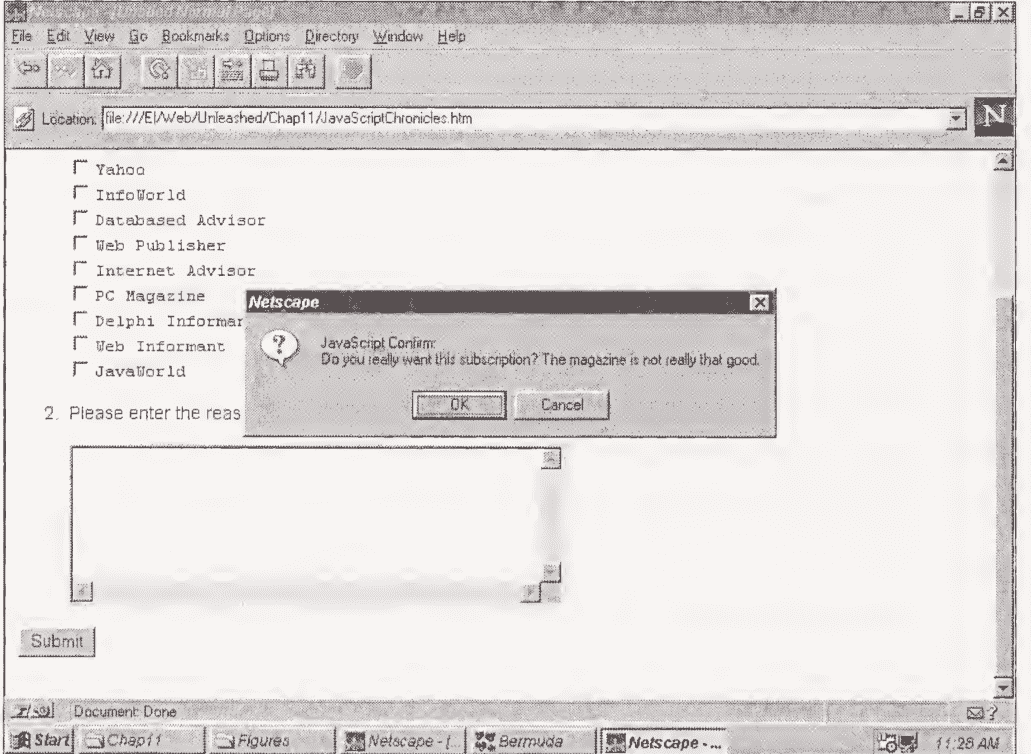 File Edit View Go Bookmarks Options Directory Window Help
Location: file:///E|/Web/Unleashed/Chap11/JavaScriptChronicles.htm
N
Yahoo
InfoWorld
Databased Advisor
Web Publisher
Internet Advisor
PC Magazine
Delphi Informan
Web Informant
JavaWorld
Netscape
JavaScript Confirm:
Do you really want this subscription? The magazine is not really that good.
OK Cancel
2. Please enter the reas
Submit
Document: Done
Start Chap11 Figures Netscape - [... Bermuda Netscape - ... 11:28 AM